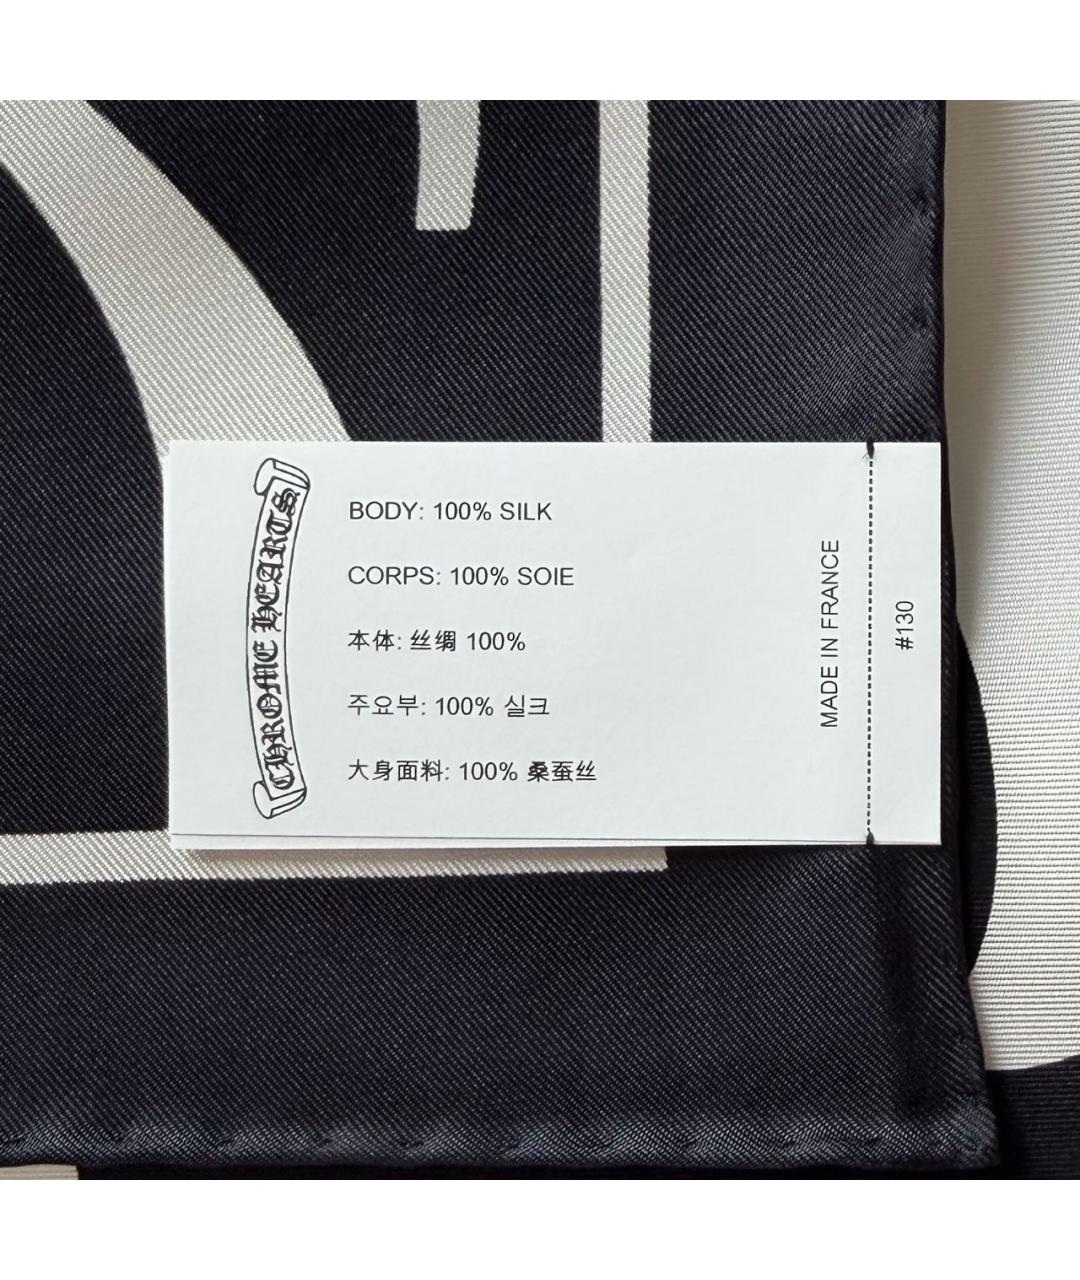 CHROME HEARTS
BODY: 100% SILK
CORPS: 100% SOIE
本体: 丝绸 100%
주요부: 100% 실크
大身面料: 100% 桑蚕丝
MADE IN FRANCE
#130